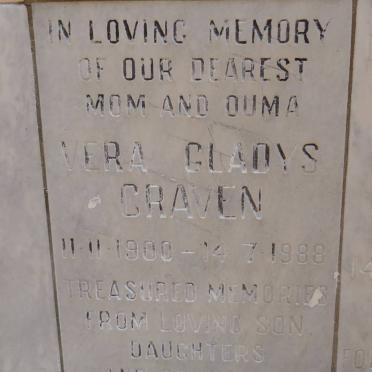 IN LOVING MEMORY
OF OUR DEAREST
MOM AND OUMA
VERA GLADYS
CRAVEN
11·11·1900 - 14·7·1988
TREASURED MEMORIES
FROM LOVING SON
DAUGHTERS